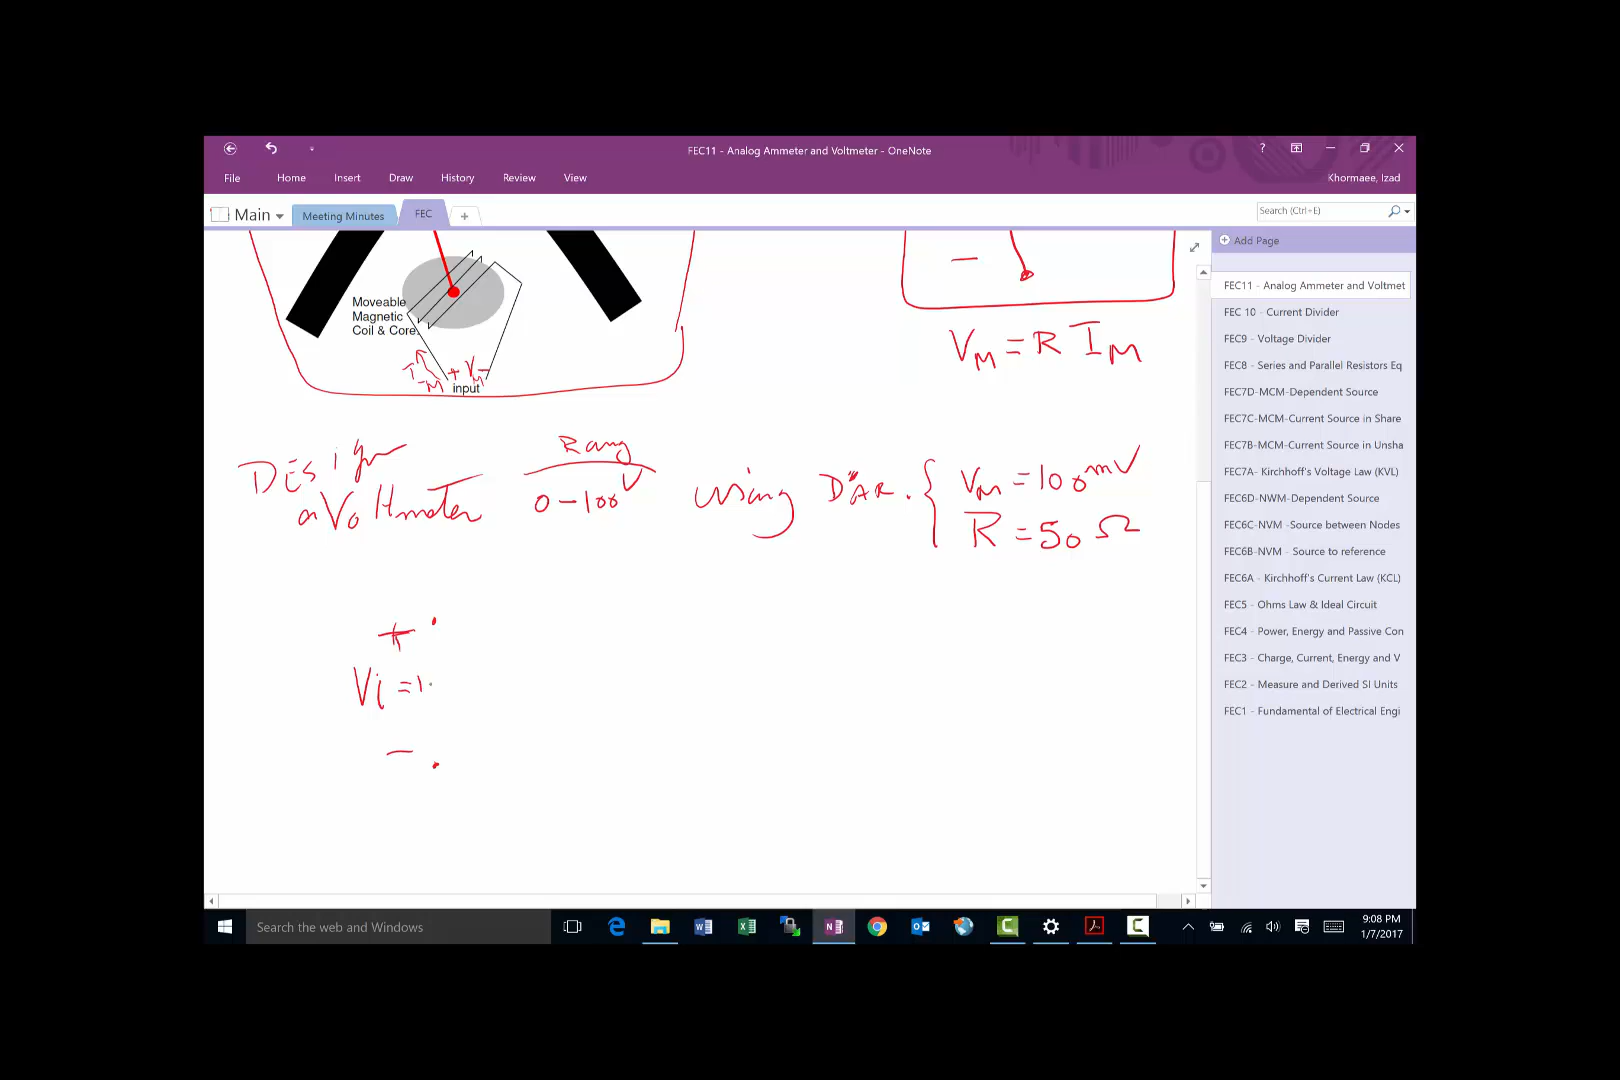 FEC11 - Analog Ammeter and Voltmeter - OneNote
File Home Insert Draw History Review View
Khormaee, Izad
Main
Meeting Minutes
FEC
Search (Ctrl+E)
Add Page
FEC11 - Analog Ammeter and Voltmet
FEC 10 - Current Divider
FEC9 - Voltage Divider
FEC8 - Series and Parallel Resistors Eq
FEC7D-MCM-Dependent Source
FEC7C-MCM-Current Source in Share
FEC7B-MCM-Current Source in Unsha
FEC7A- Kirchhoff's Voltage Law (KVL)
FEC6D-NWM-Dependent Source
FEC6C-NVM -Source between Nodes
FEC6B-NVM - Source to reference
FEC6A - Kirchhoff's Current Law (KCL)
FEC5 - Ohms Law & Ideal Circuit
FEC4 - Power, Energy and Passive Con
FEC3 - Charge, Current, Energy and V
FEC2 - Measure and Derived SI Units
FEC1 - Fundamental of Electrical Engi
Moveable
Magnetic
Coil & Core
I_M + V_M -
input
-
V_M = R I_M
Design
a Voltmeter
Rang
0-100V
using
V_M = 100 mV
R = 50 Ω
+
Vi = 1
-
Search the web and Windows
9:08 PM
1/7/2017